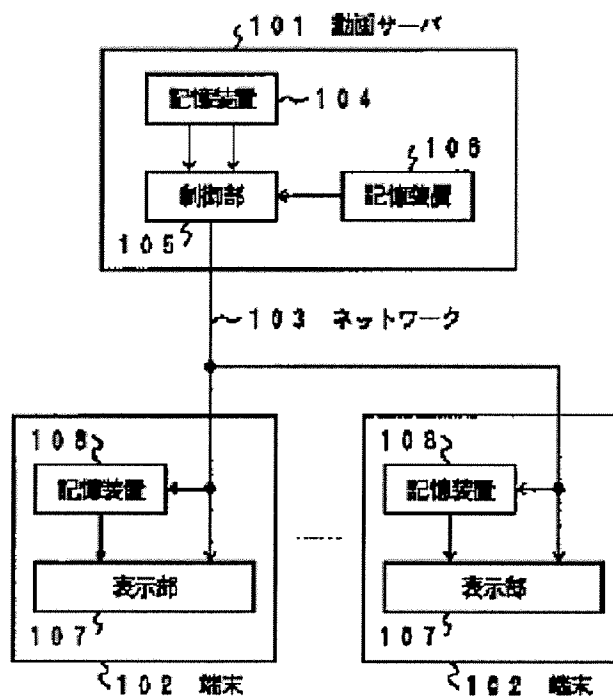 101 動画サーバ
記憶装置
104
106
制御部
記憶装置
105
103 ネットワーク
108
108
記憶装置
記憶装置
表示部
表示部
107
107
102 端末
102 端末